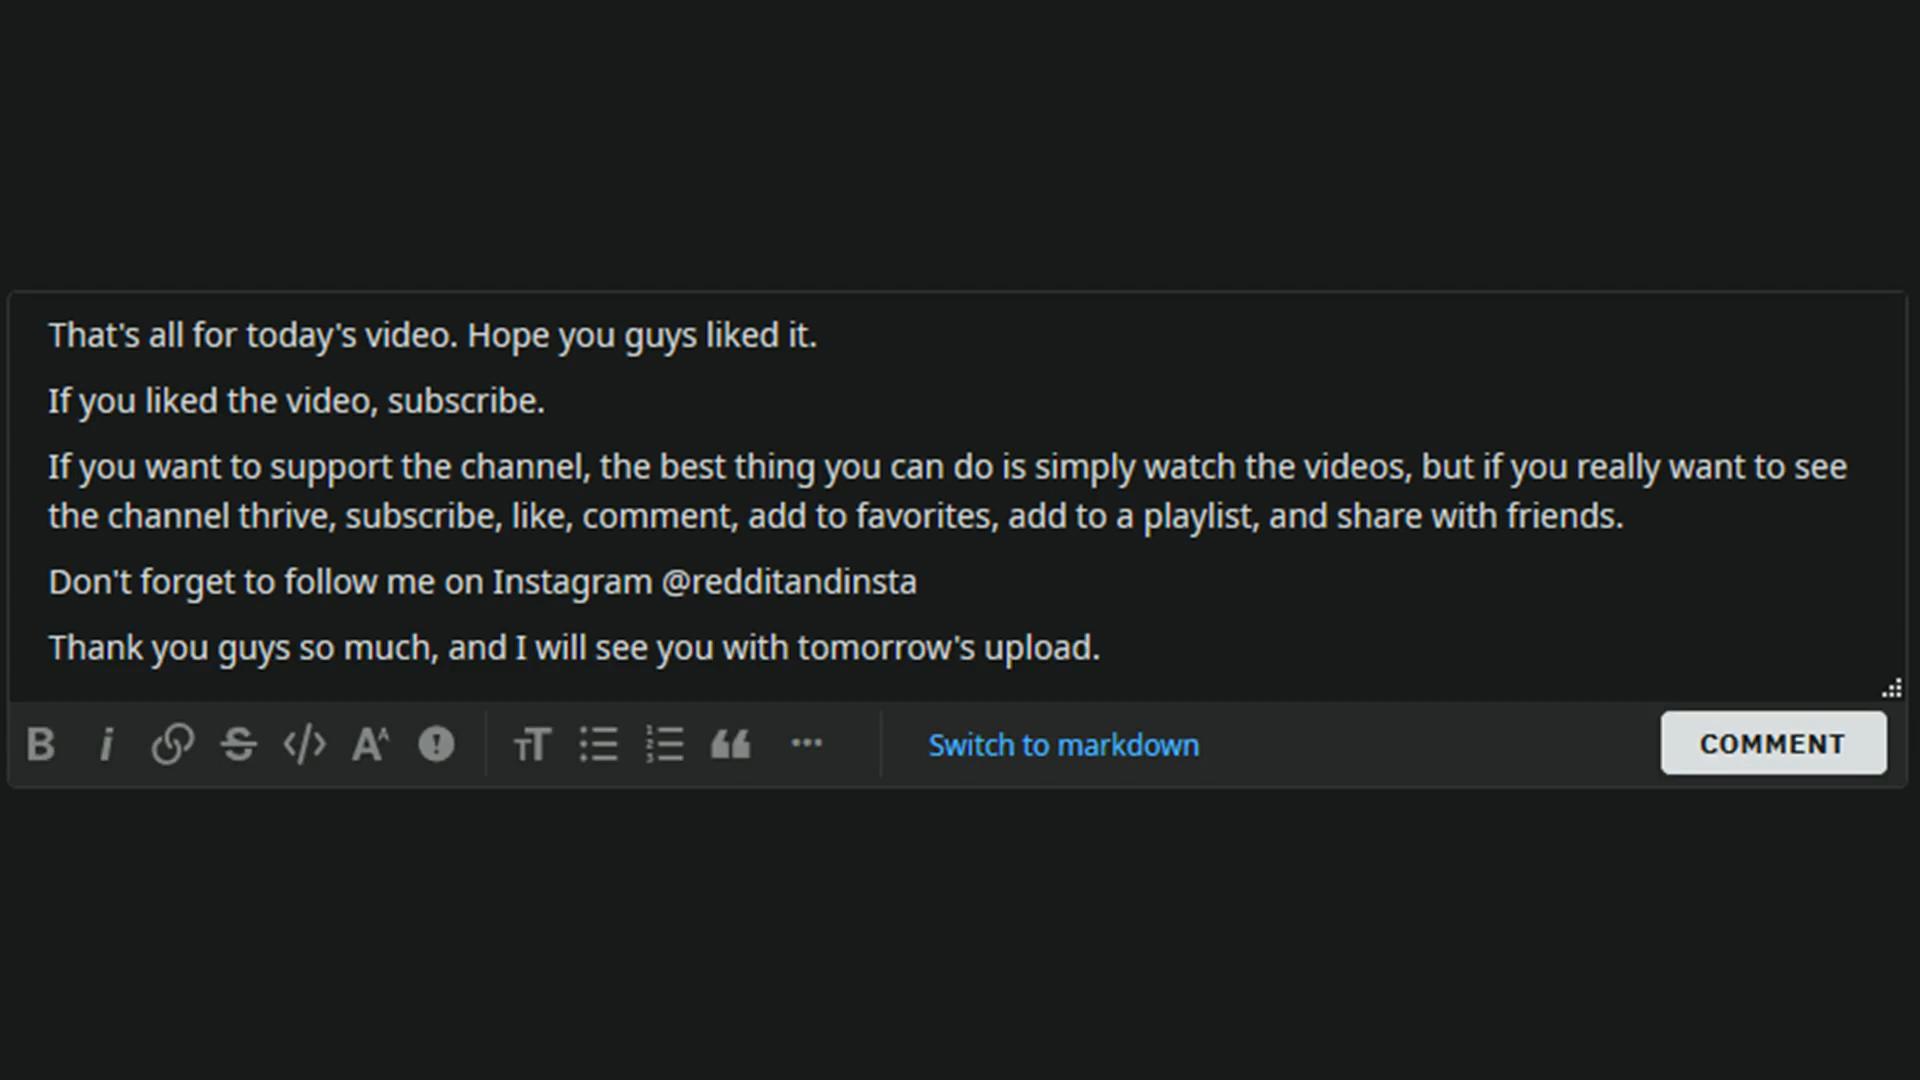 That's all for today's video. Hope you guys liked it.
If you liked the video, subscribe.
If you want to support the channel, the best thing you can do is simply watch the videos, but if you really want to see
the channel thrive, subscribe, like, comment, add to favorites, add to a playlist, and share with friends.
Don't forget to follow me on Instagram @redditandinsta
Thank you guys so much, and I will see you with tomorrow's upload.
Switch to markdown
COMMENT